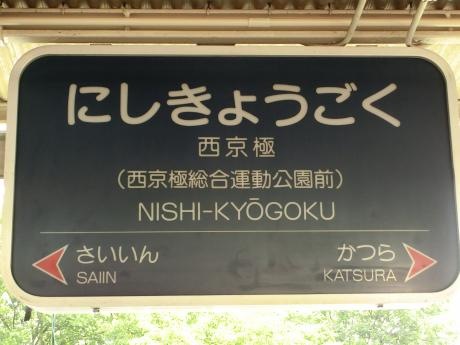 にしきょうごく
西京極
(西京極総合運動公園前)
NISHI-KYŌGOKU
さいいん
SAIIN
かつら
KATSURA